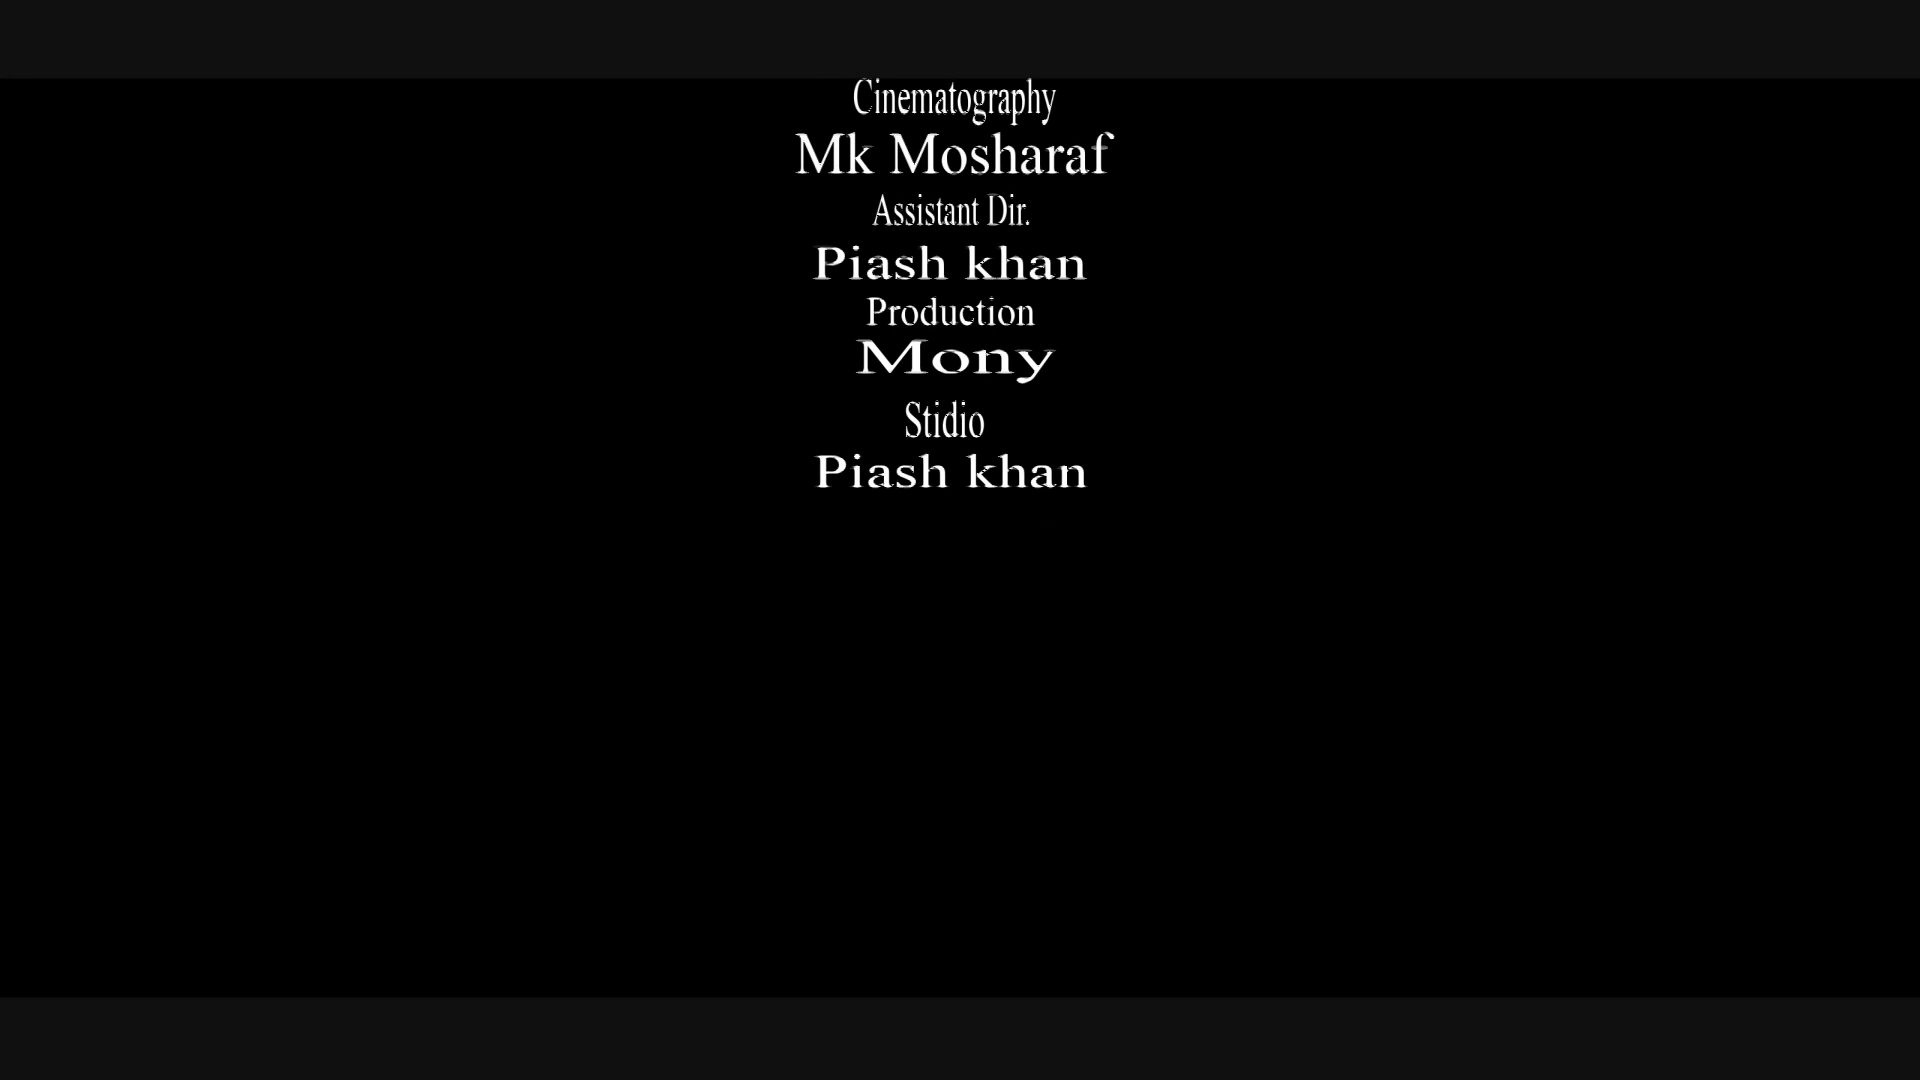 Cinematography
Mk Mosharaf
Assistant Dir.
Piash khan
Production
Mony
Stidio
Piash khan